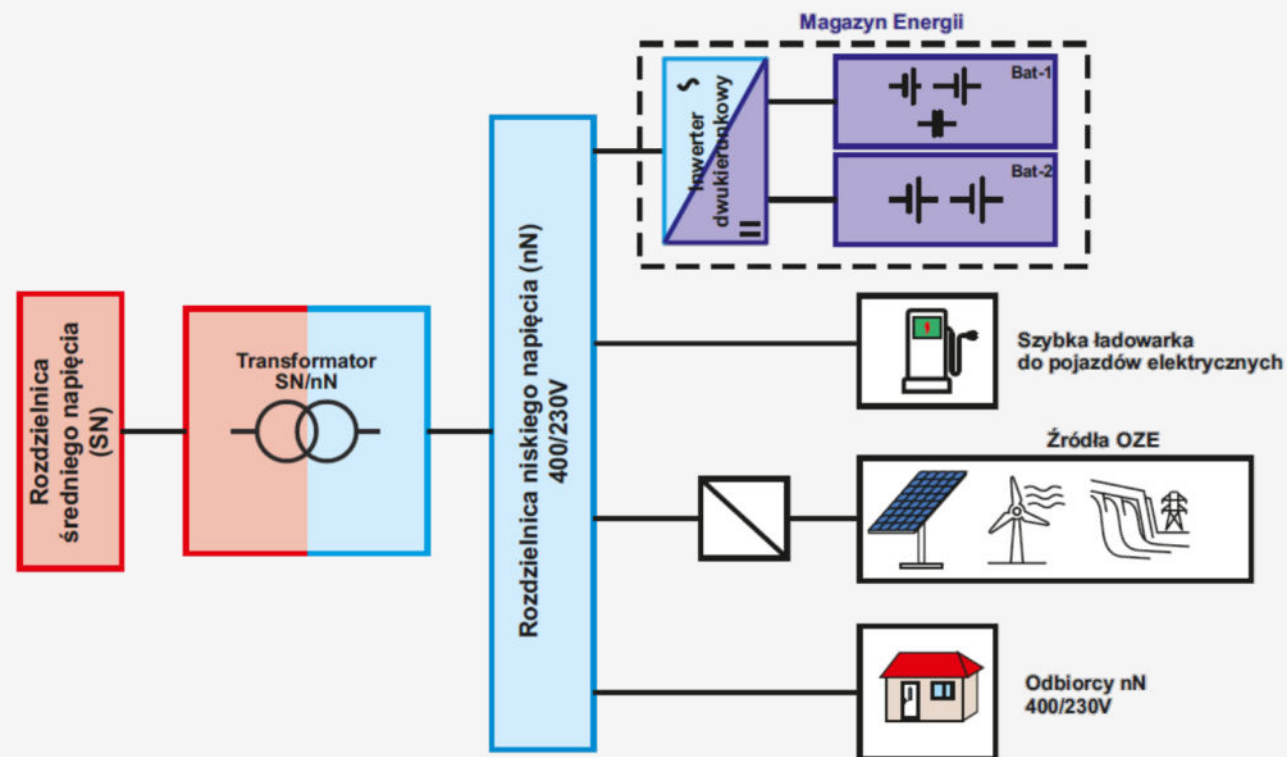 Magazyn Energii
Inwerter
dwukierunkowy
Bat-1
Bat-2
Rozdzielnica
średniego napięcia
(SN)
Transformator
SN/nN
Rozdzielnica niskiego napięcia (nN)
400/230V
Szybka ładowarka
do pojazdów elektrycznych
Źródła OZE
Odbiorcy nN
400/230V